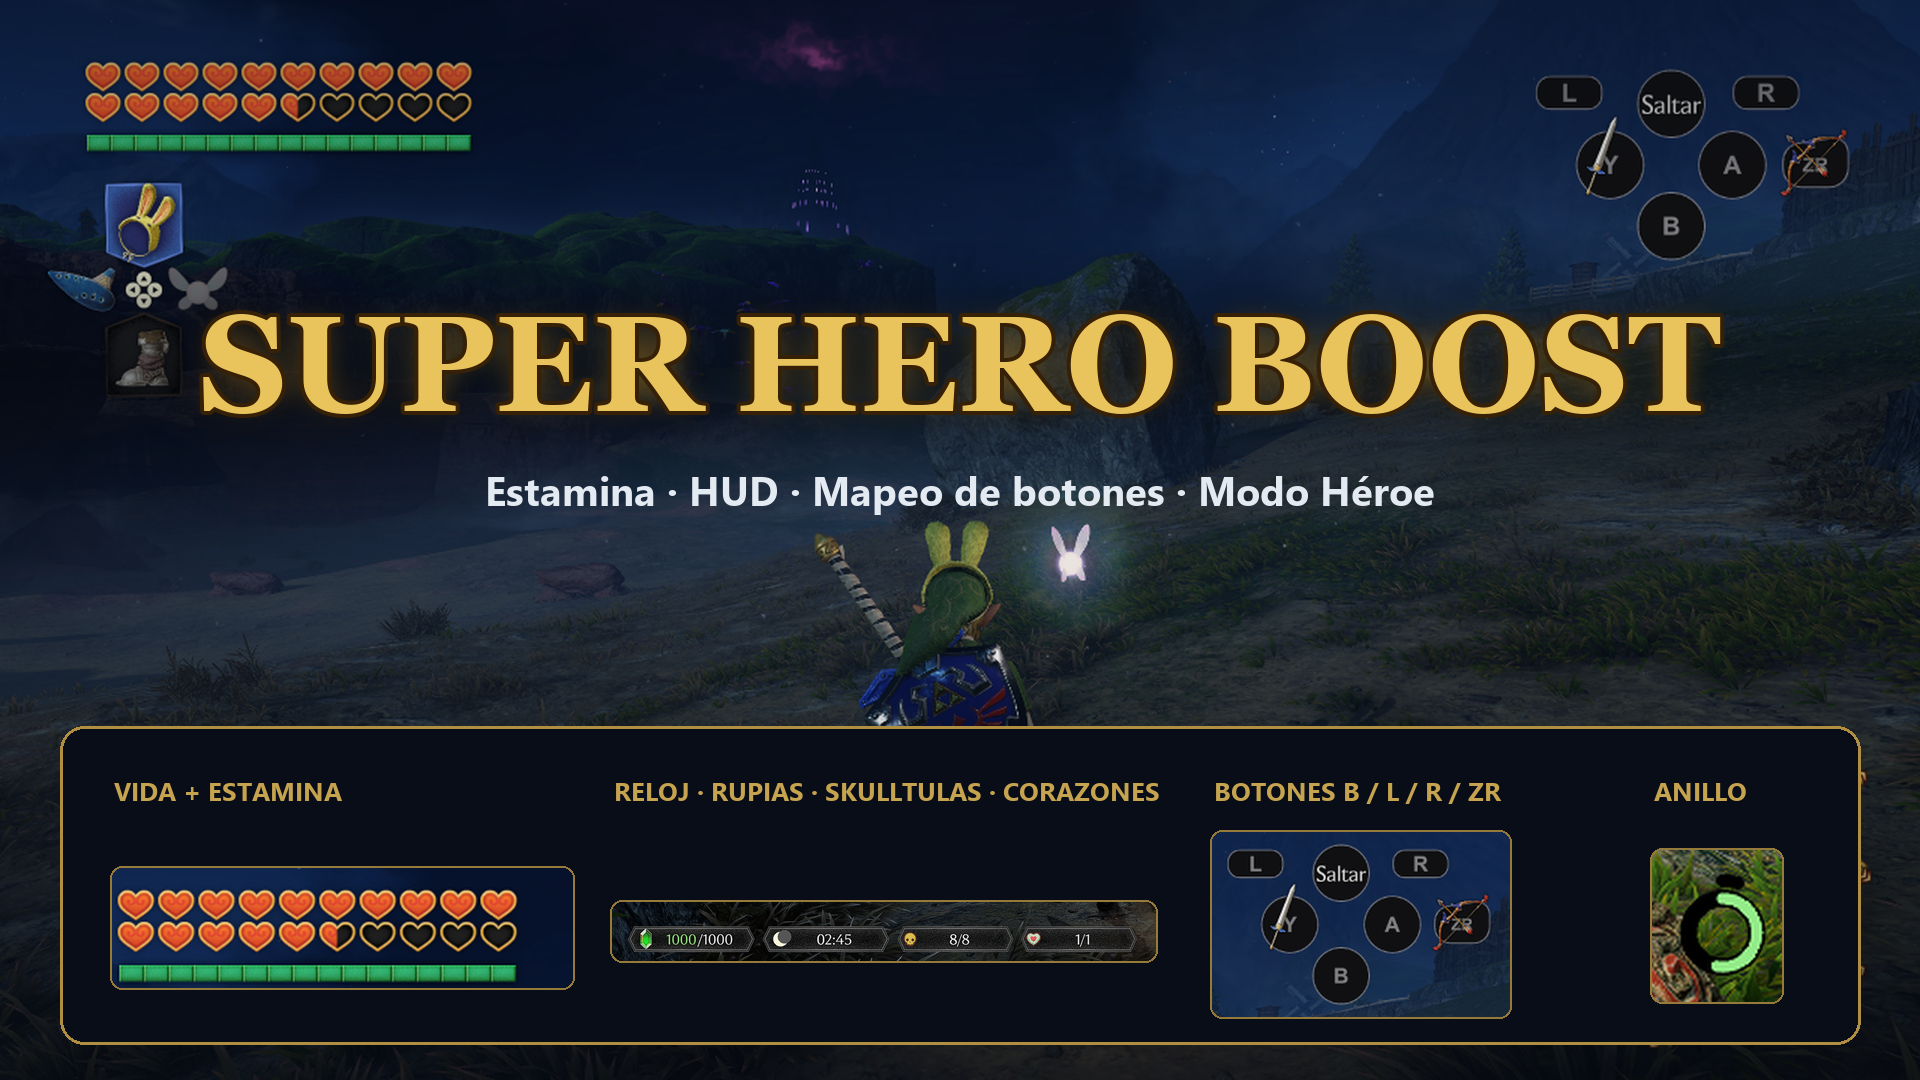 L
Saltar
R
Y
A
ZR
B
SUPER HERO BOOST
Estamina · HUD · Mapeo de botones · Modo Héroe
VIDA + ESTAMINA
RELOJ · RUPIAS · SKULLTULAS · CORAZONES
BOTONES B / L / R / ZR
ANILLO
1000/1000
02:45
8/8
1/1
L
Saltar
R
Y
A
ZR
B